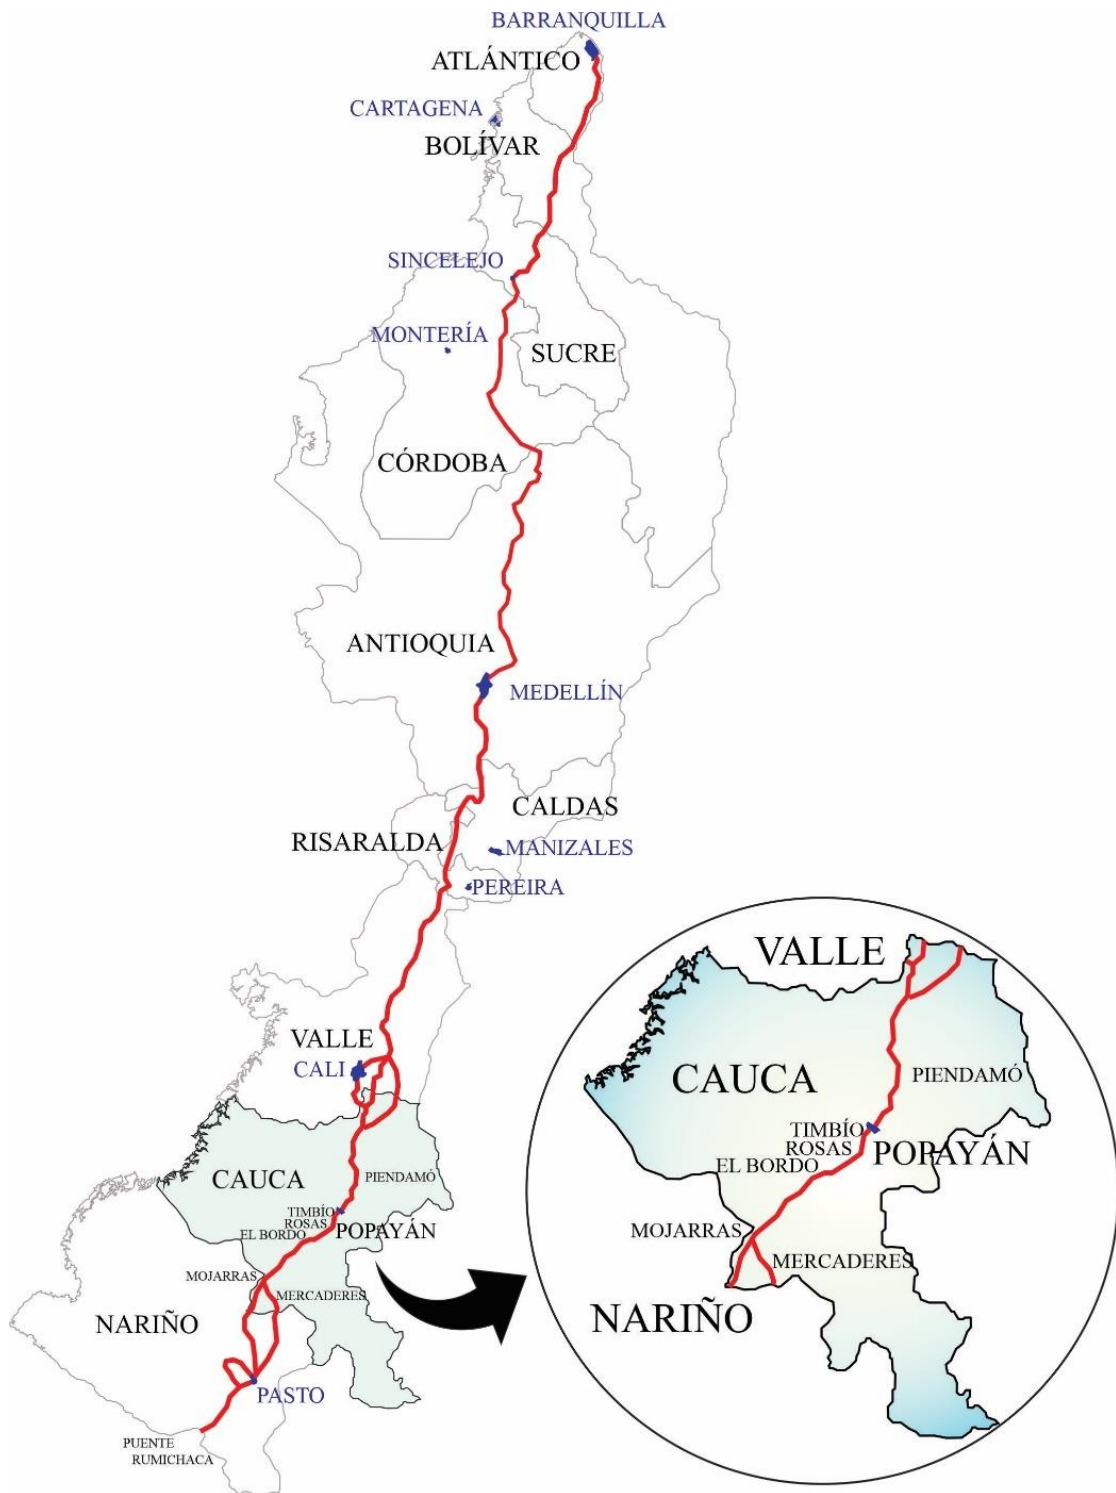 BARRANQUILLA
ATLÁNTICO
CARTAGENA
BOLÍVAR
SINCELEJO
MONTERÍA
SUCRE
CÓRDOBA
ANTIOQUIA
MEDELLÍN
CALDAS
RISARALDA
MANIZALES
PEREIRA
VALLE
CALI
CAUCA
PIENDAMÓ
TIMBÍO
ROSAS
EL BORDO
POPAYÁN
MOJARRAS
MERCADERES
NARIÑO
PASTO
PUENTE
RUMICHACA
VALLE
CAUCA
PIENDAMÓ
TIMBÍO
ROSAS
POPAYÁN
EL BORDO
MOJARRAS
MERCADERES
NARIÑO